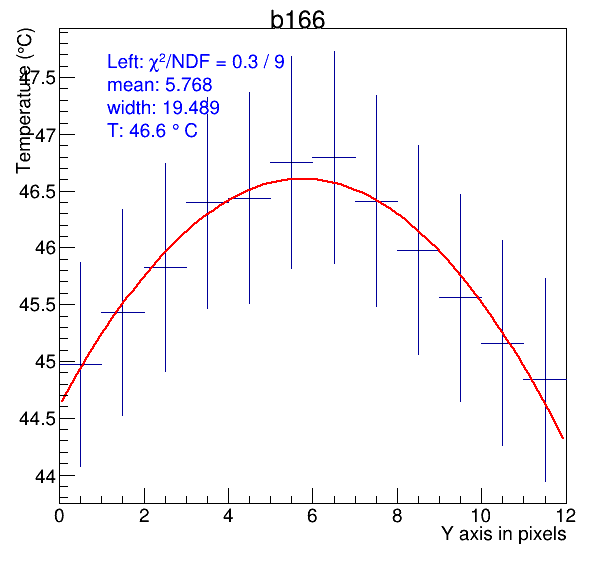 b166
Temperature (°C)
Left: χ²/NDF = 0.3 / 9
mean: 5.768
width: 19.489
T: 46.6 ° C
47.5
47
46.5
46
45.5
45
44.5
44
0 2 4 6 8 10 12
Y axis in pixels